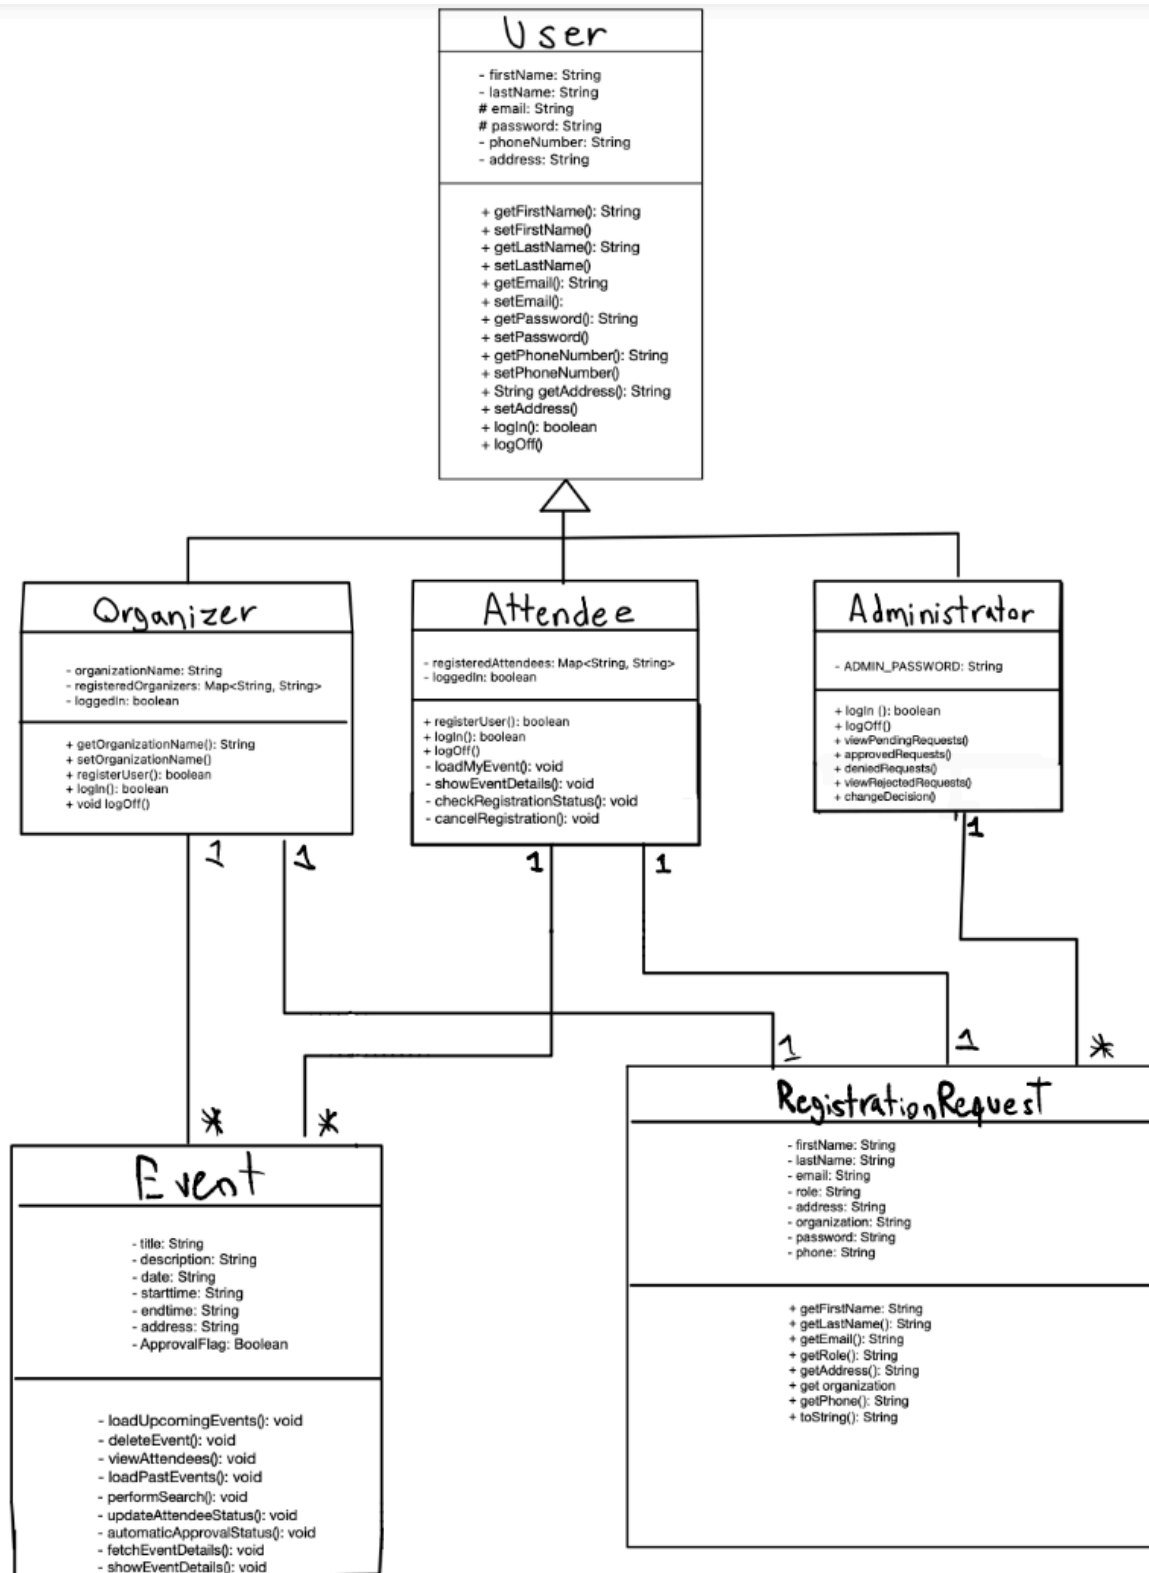 User
- firstName: String
- lastName: String
# email: String
# password: String
- phoneNumber: String
- address: String
+ getFirstName(): String
+ setFirstName()
+ getLastName(): String
+ setLastName()
+ getEmail(): String
+ setEmail():
+ getPassword(): String
+ setPassword()
+ getPhoneNumber(): String
+ setPhoneNumber()
+ String getAddress(): String
+ setAddress()
+ logIn(): boolean
+ logOff()
Organizer
- organizationName: String
- registeredOrganizers: Map<String, String>
- loggedIn: boolean
+ getOrganizationName(): String
+ setOrganizationName()
+ registerUser(): boolean
+ logIn(): boolean
+ void logOff()
Attendee
- registeredAttendees: Map<String, String>
- loggedIn: boolean
+ registerUser(): boolean
+ logIn(): boolean
+ logOff()
- loadMyEvent(): void
- showEventDetails(): void
- checkRegistrationStatus(): void
- cancelRegistration(): void
Administrator
- ADMIN_PASSWORD: String
+ logIn (): boolean
+ logOff()
+ viewPendingRequests()
+ approvedRequests()
+ deniedRequests()
+ viewRejectedRequests()
+ changeDecision()
1 1 1 1 1
1 1 *
* *
Event
- title: String
- description: String
- date: String
- starttime: String
- endtime: String
- address: String
- ApprovalFlag: Boolean
- loadUpcomingEvents(): void
- deleteEvent(): void
- viewAttendees(): void
- loadPastEvents(): void
- performSearch(): void
- updateAttendeeStatus(): void
- automaticApprovalStatus(): void
- fetchEventDetails(): void
- showEventDetails(): void
RegistrationRequest
- firstName: String
- lastName: String
- email: String
- role: String
- address: String
- organization: String
- password: String
- phone: String
+ getFirstName: String
+ getLastName(): String
+ getEmail(): String
+ getRole(): String
+ getAddress(): String
+ get organization
+ getPhone(): String
+ toString(): String